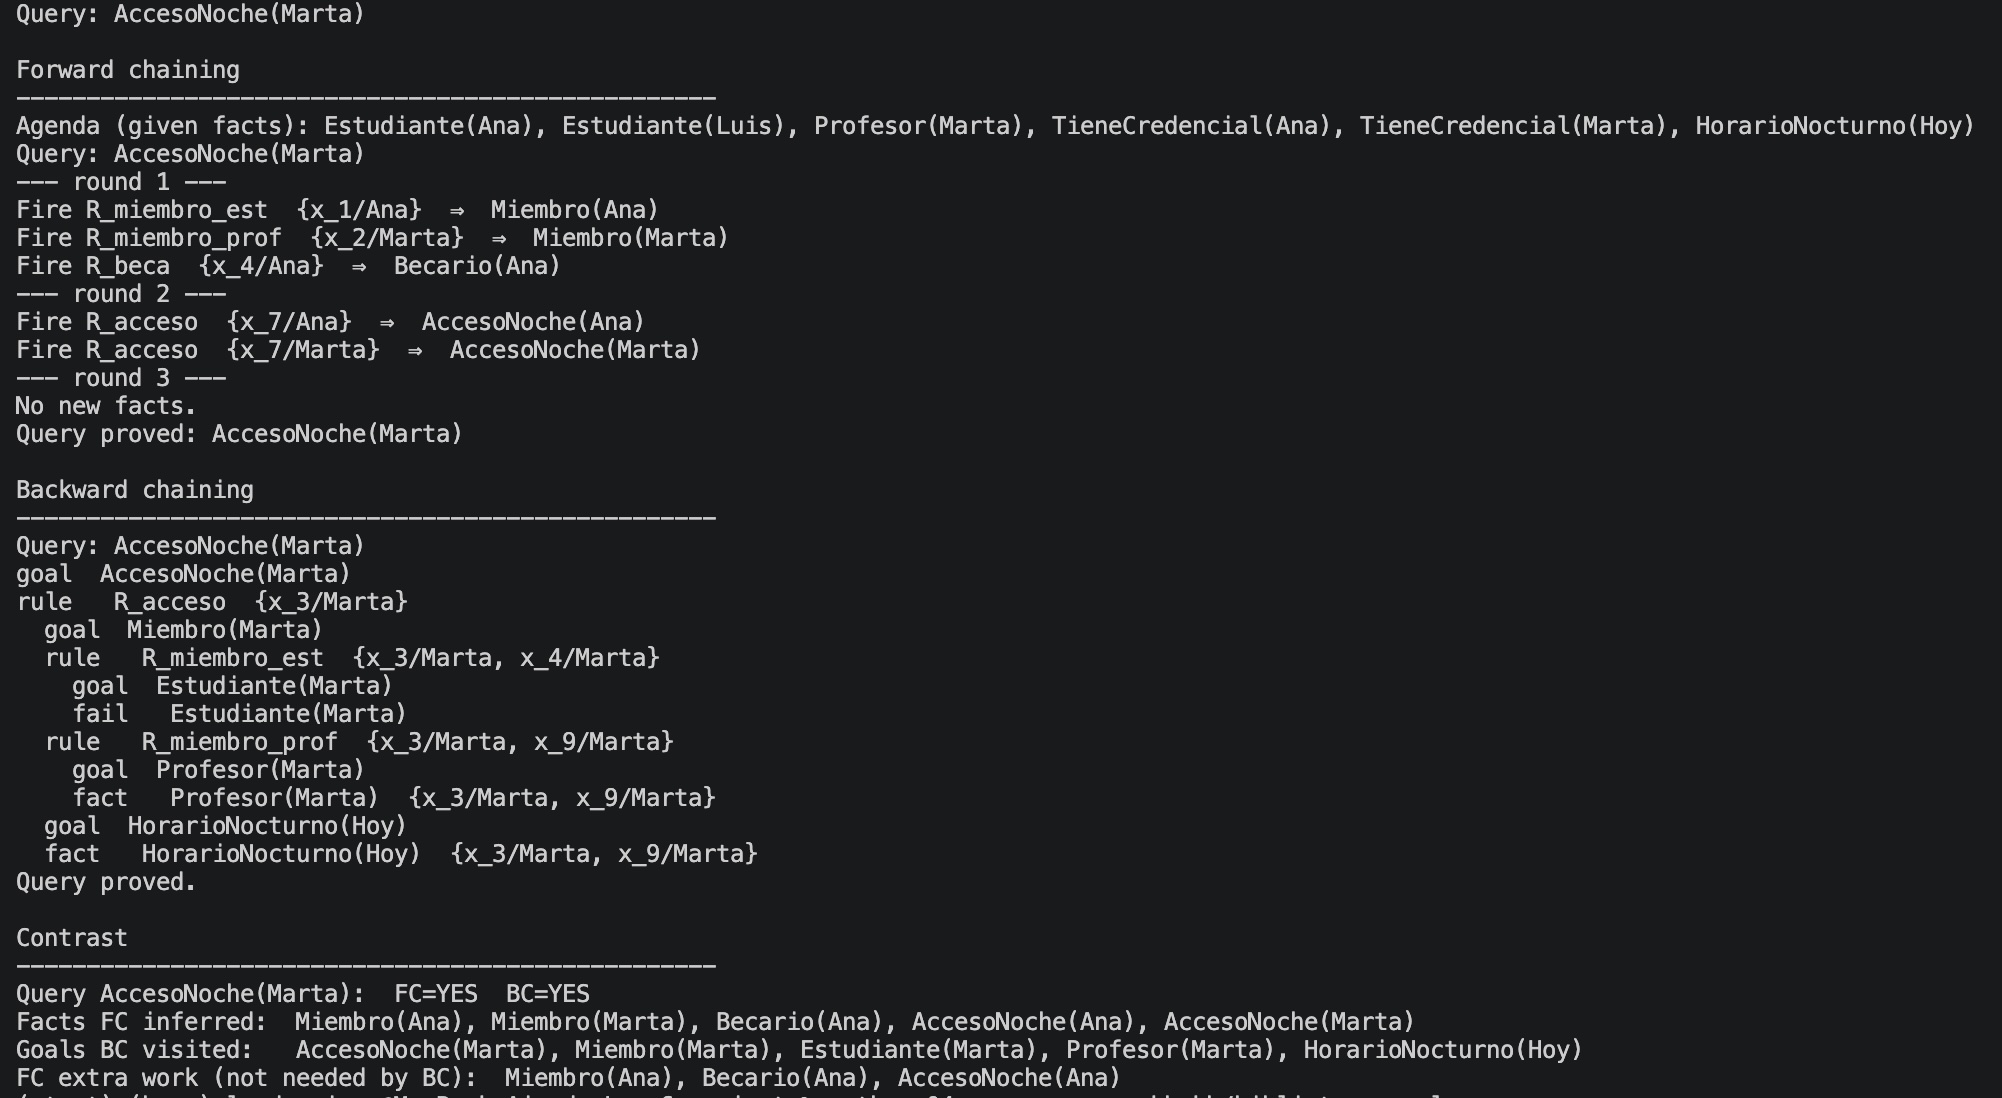 Query: AccesoNoche(Marta)
Forward chaining
--------------------------------------------------
Agenda (given facts): Estudiante(Ana), Estudiante(Luis), Profesor(Marta), TieneCredencial(Ana), TieneCredencial(Marta), HorarioNocturno(Hoy)
Query: AccesoNoche(Marta)
--- round 1 ---
Fire R_miembro_est  {x_1/Ana}  ⇒  Miembro(Ana)
Fire R_miembro_prof  {x_2/Marta}  ⇒  Miembro(Marta)
Fire R_beca  {x_4/Ana}  ⇒  Becario(Ana)
--- round 2 ---
Fire R_acceso  {x_7/Ana}  ⇒  AccesoNoche(Ana)
Fire R_acceso  {x_7/Marta}  ⇒  AccesoNoche(Marta)
--- round 3 ---
No new facts.
Query proved: AccesoNoche(Marta)
Backward chaining
--------------------------------------------------
Query: AccesoNoche(Marta)
goal  AccesoNoche(Marta)
rule   R_acceso  {x_3/Marta}
  goal  Miembro(Marta)
  rule   R_miembro_est  {x_3/Marta, x_4/Marta}
    goal  Estudiante(Marta)
    fail   Estudiante(Marta)
  rule   R_miembro_prof  {x_3/Marta, x_9/Marta}
    goal  Profesor(Marta)
    fact   Profesor(Marta)  {x_3/Marta, x_9/Marta}
  goal  HorarioNocturno(Hoy)
  fact   HorarioNocturno(Hoy)  {x_3/Marta, x_9/Marta}
Query proved.
Contrast
--------------------------------------------------
Query AccesoNoche(Marta):  FC=YES  BC=YES
Facts FC inferred:  Miembro(Ana), Miembro(Marta), Becario(Ana), AccesoNoche(Ana), AccesoNoche(Marta)
Goals BC visited:   AccesoNoche(Marta), Miembro(Marta), Estudiante(Marta), Profesor(Marta), HorarioNocturno(Hoy)
FC extra work (not needed by BC):  Miembro(Ana), Becario(Ana), AccesoNoche(Ana)